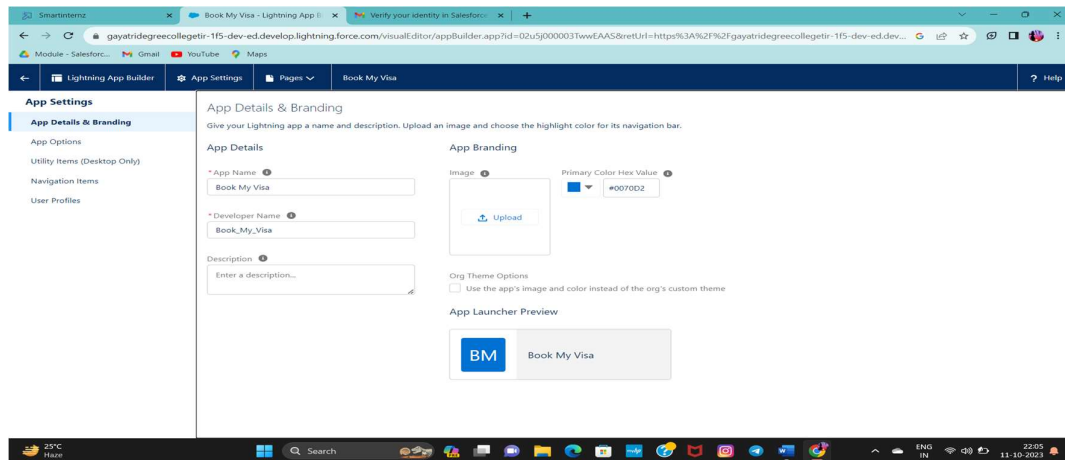 Smartinternz
Book My Visa - Lightning App B
Verify your identity in Salesforc
gayatridegreecollegetir-1f5-dev-ed.develop.lightning.force.com/visualEditor/appBuilder.app?id=02u5j000003TwwEAAS&retUrl=https%3A%2F%2Fgayatridegreecollegetir-1f5-dev-ed.dev...
Module - Salesforc... Gmail YouTube Maps
Lightning App Builder App Settings Pages Book My Visa ? Help
App Settings
App Details & Branding
App Options
Utility Items (Desktop Only)
Navigation Items
User Profiles
App Details & Branding
Give your Lightning app a name and description. Upload an image and choose the highlight color for its navigation bar.
App Details
* App Name
Book My Visa
* Developer Name
Book_My_Visa
Description
Enter a description...
App Branding
Image
Upload
Primary Color Hex Value
#0070D2
Org Theme Options
Use the app's image and color instead of the org's custom theme
App Launcher Preview
BM Book My Visa
25°C
Haze
Search
ENG
IN
22:05
11-10-2023